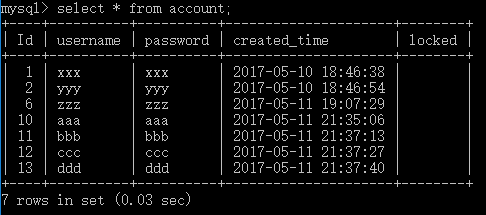 mysql> select * from account;
+----+----------+----------+---------------------+--------+
| Id | username | password | created_time        | locked |
+----+----------+----------+---------------------+--------+
|  1 | xxx      | xxx      | 2017-05-10 18:46:38 |        |
|  2 | yyy      | yyy      | 2017-05-10 18:46:54 |        |
|  6 | zzz      | zzz      | 2017-05-11 19:07:29 |        |
| 10 | aaa      | aaa      | 2017-05-11 21:35:06 |        |
| 11 | bbb      | bbb      | 2017-05-11 21:37:13 |        |
| 12 | ccc      | ccc      | 2017-05-11 21:37:27 |        |
| 13 | ddd      | ddd      | 2017-05-11 21:37:40 |        |
+----+----------+----------+---------------------+--------+
7 rows in set (0.03 sec)